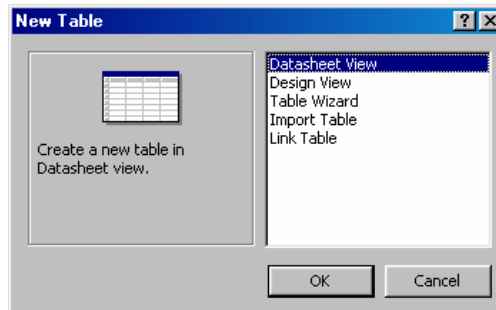 New Table
Create a new table in
Datasheet view.
Datasheet View
Design View
Table Wizard
Import Table
Link Table
OK
Cancel